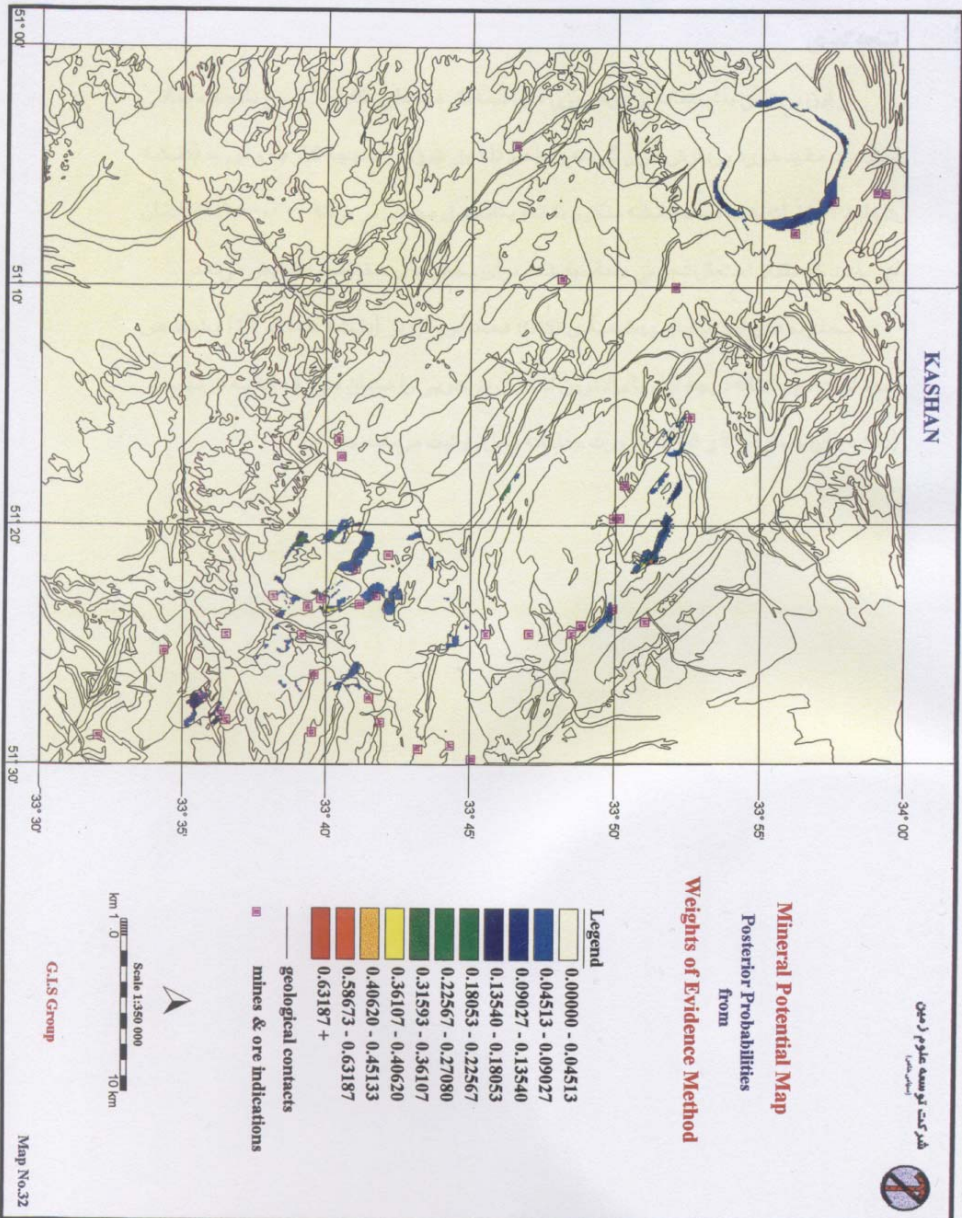 KASHAN
51° 00'
51° 10'
51° 20'
51° 30'
34° 00'
33° 55'
33° 50'
33° 45'
33° 40'
33° 35'
33° 30'
شرکت توسعه علوم زمین
(سهامی خاص)
Mineral Potential Map
Posterior Probabilities
from
Weights of Evidence Method
Legend
0.00000 - 0.04513
0.04513 - 0.09027
0.09027 - 0.13540
0.13540 - 0.18053
0.18053 - 0.22567
0.22567 - 0.27080
0.31593 - 0.36107
0.36107 - 0.40620
0.40620 - 0.45133
0.58673 - 0.63187
0.63187 +
geological contacts
mines & ore indications
Scale 1:350 000
km 1 .0
10 km
G.I.S Group
Map No.32